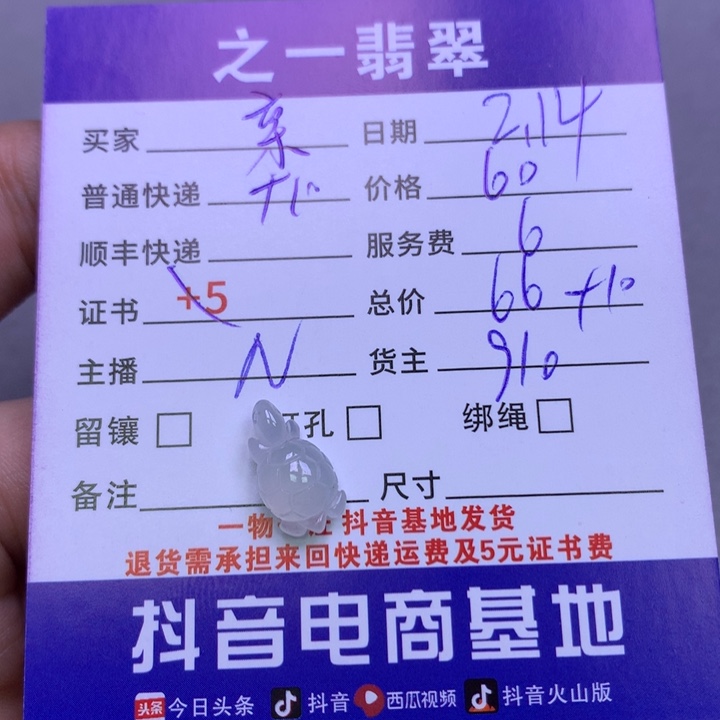 之一翡翠
买家 亲 日期 2.14
普通快递 +10 价格 60
顺丰快递 服务费 6
证书 +5 总价 66 +10
主播 N 货主 910
留镶 孔 绑绳
备注 尺寸
一物 抖音基地发货
退货需承担来回快递运费及5元证书费
抖音电商基地
头条 今日头条 抖音 西瓜视频 抖音火山版